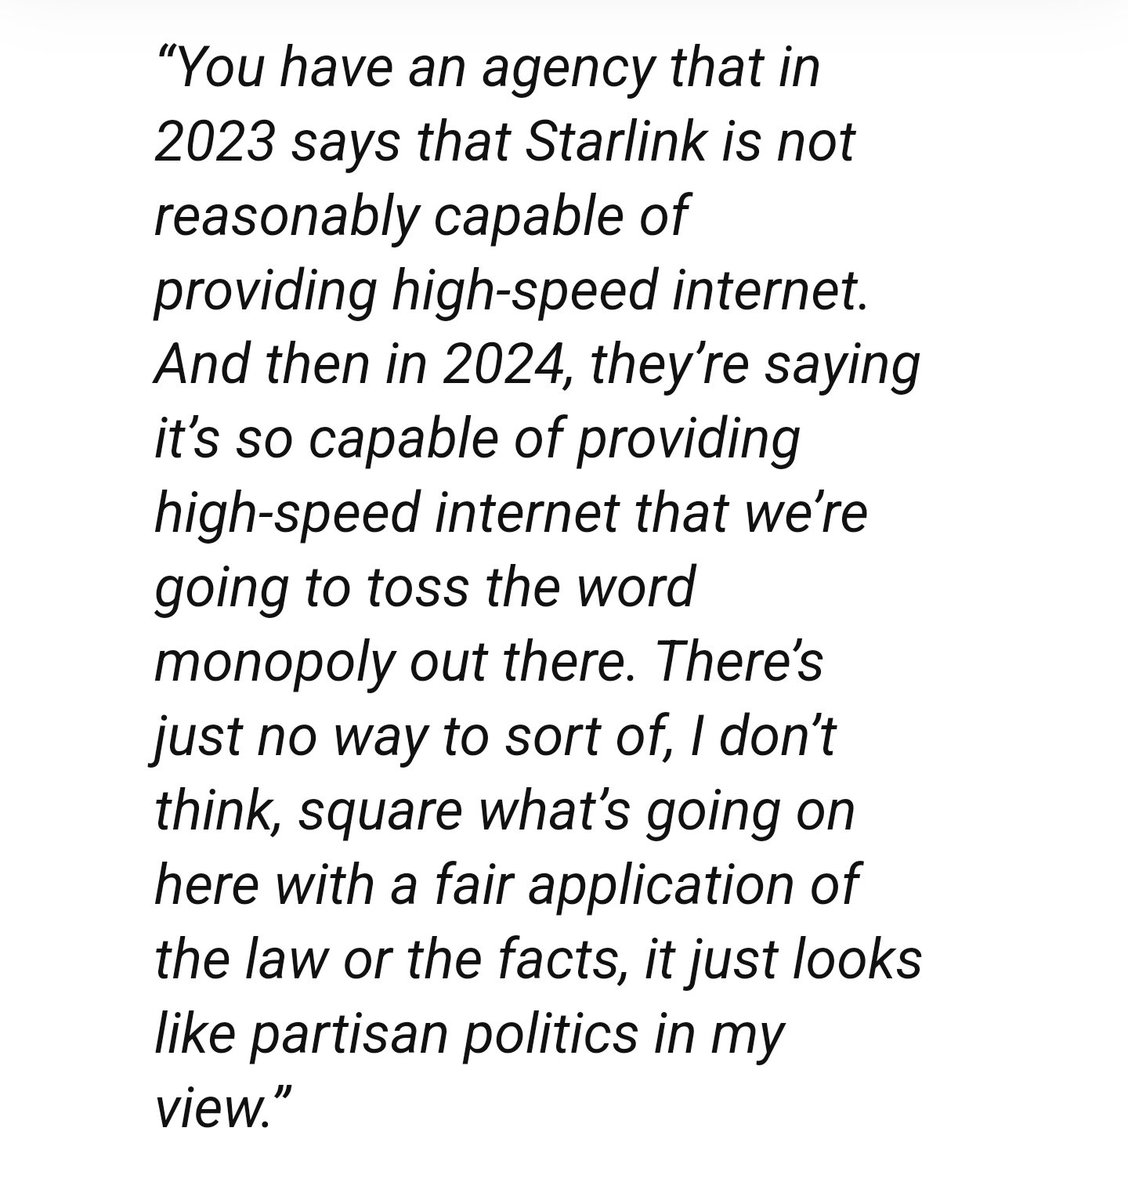 “You have an agency that in
2023 says that Starlink is not
reasonably capable of
providing high-speed internet.
And then in 2024, they’re saying
it’s so capable of providing
high-speed internet that we’re
going to toss the word
monopoly out there. There’s
just no way to sort of, I don’t
think, square what’s going on
here with a fair application of
the law or the facts, it just looks
like partisan politics in my
view.”